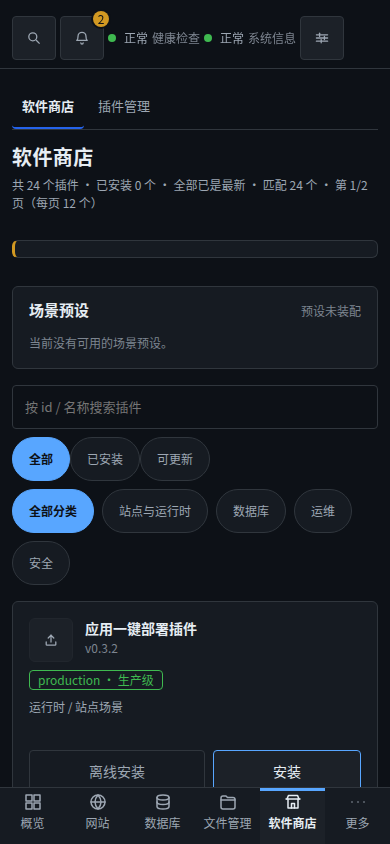 2
正常 健康检查 正常 系统信息
软件商店 插件管理
软件商店
共 24 个插件 · 已安装 0 个 · 全部已是最新 · 匹配 24 个 · 第 1/2
页（每页 12 个）
场景预设 预设未装配
当前没有可用的场景预设。
按 id / 名称搜索插件
全部 已安装 可更新
全部分类 站点与运行时 数据库 运维
安全
应用一键部署插件
v0.3.2
production · 生产级
运行时 / 站点场景
离线安装 安装
概览 网站 数据库 文件管理 软件商店 更多